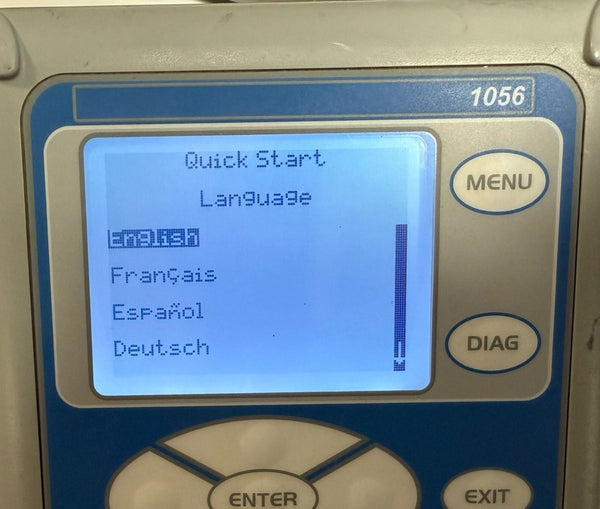 1056
Quick Start
Language
English
Français
Español
Deutsch
MENU
DIAG
ENTER
EXIT